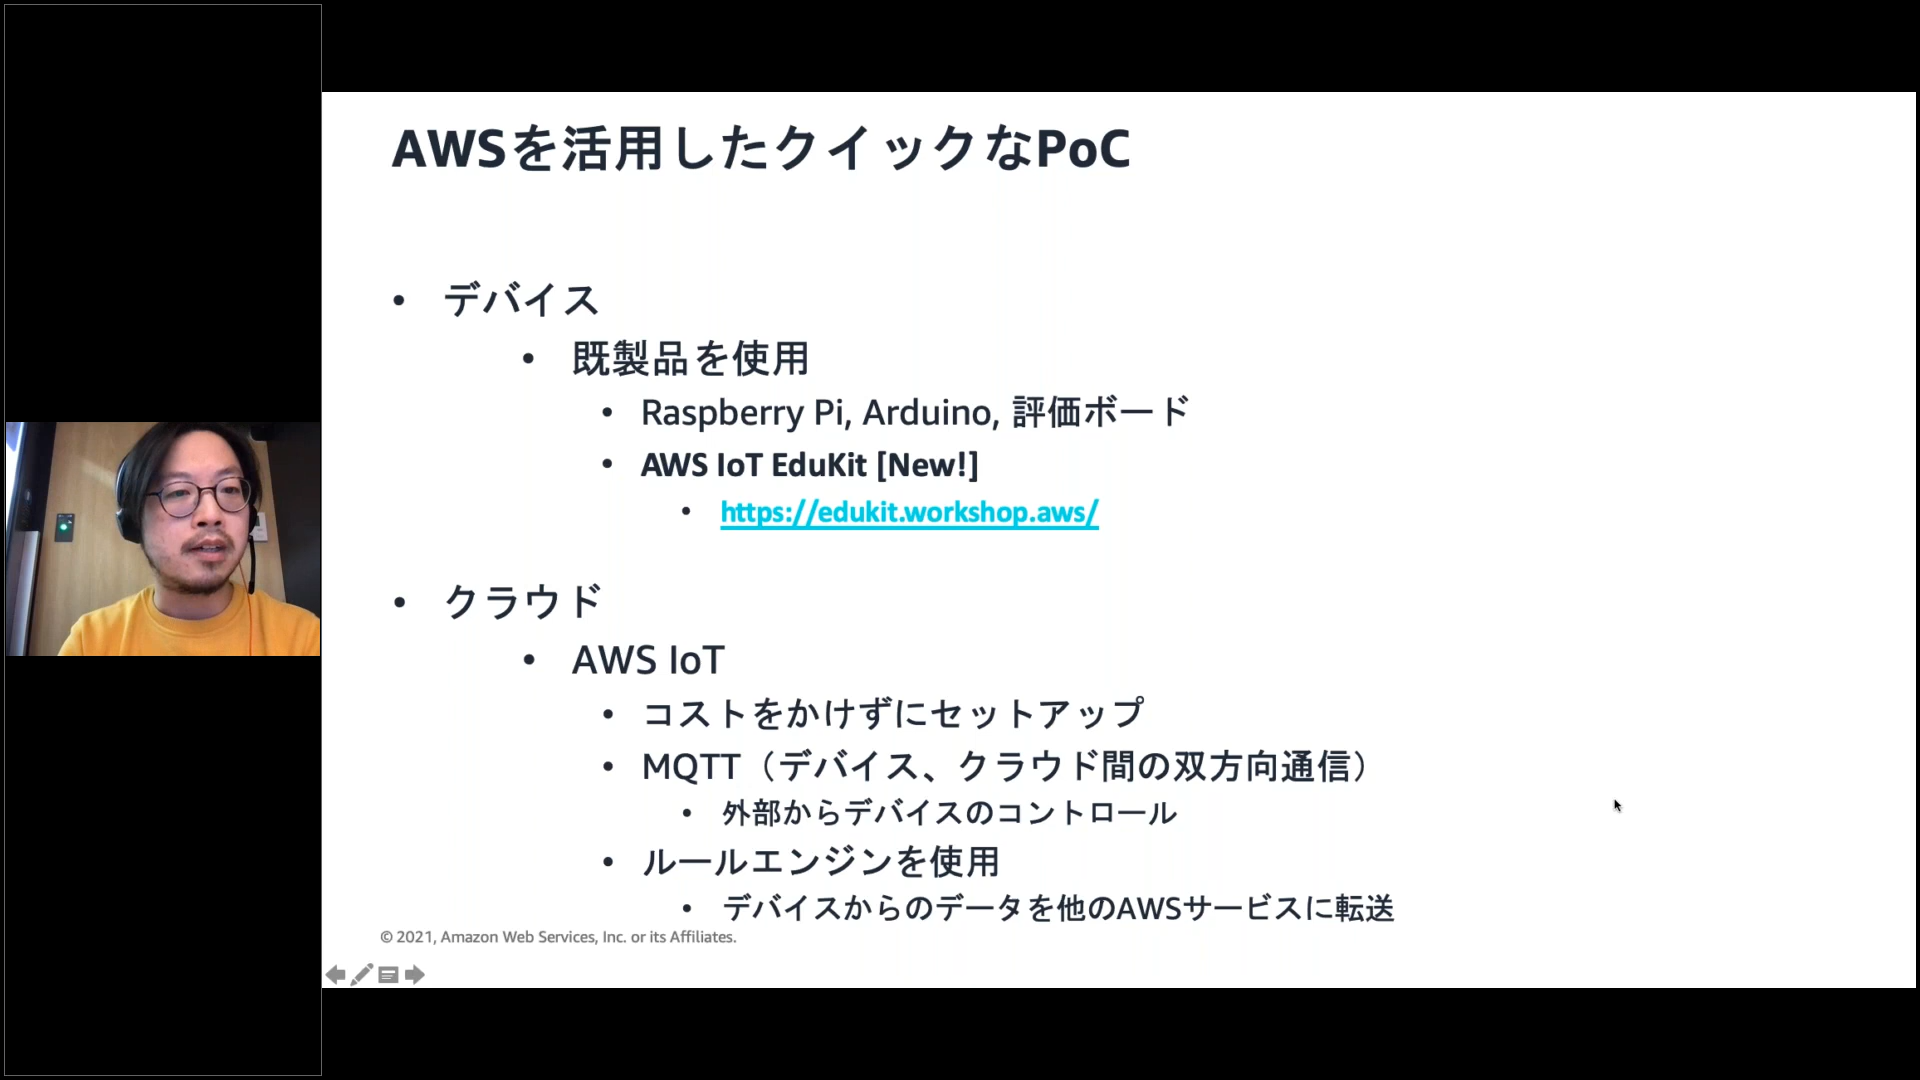 AWSを活用したクイックなPoC
• デバイス
• 既製品を使用
• Raspberry Pi, Arduino, 評価ボード
• AWS IoT EduKit [New!]
• https://edukit.workshop.aws/
• クラウド
• AWS IoT
• コストをかけずにセットアップ
• MQTT（デバイス、クラウド間の双方向通信）
• 外部からデバイスのコントロール
• ルールエンジンを使用
• デバイスからのデータを他のAWSサービスに転送
© 2021, Amazon Web Services, Inc. or its Affiliates.